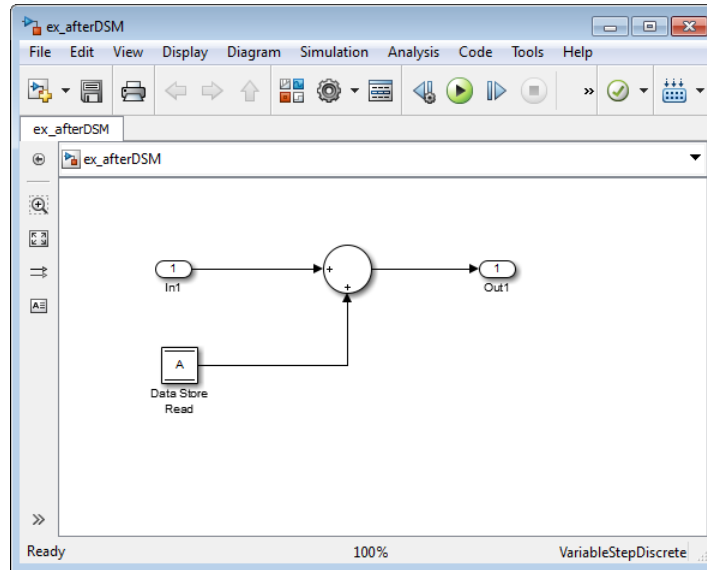 ex_afterDSM
File Edit View Display Diagram Simulation Analysis Code Tools Help
»
ex_afterDSM
ex_afterDSM
1
+
+
1
In1
Out1
A
Data Store
Read
A
»
Ready 100% VariableStepDiscrete